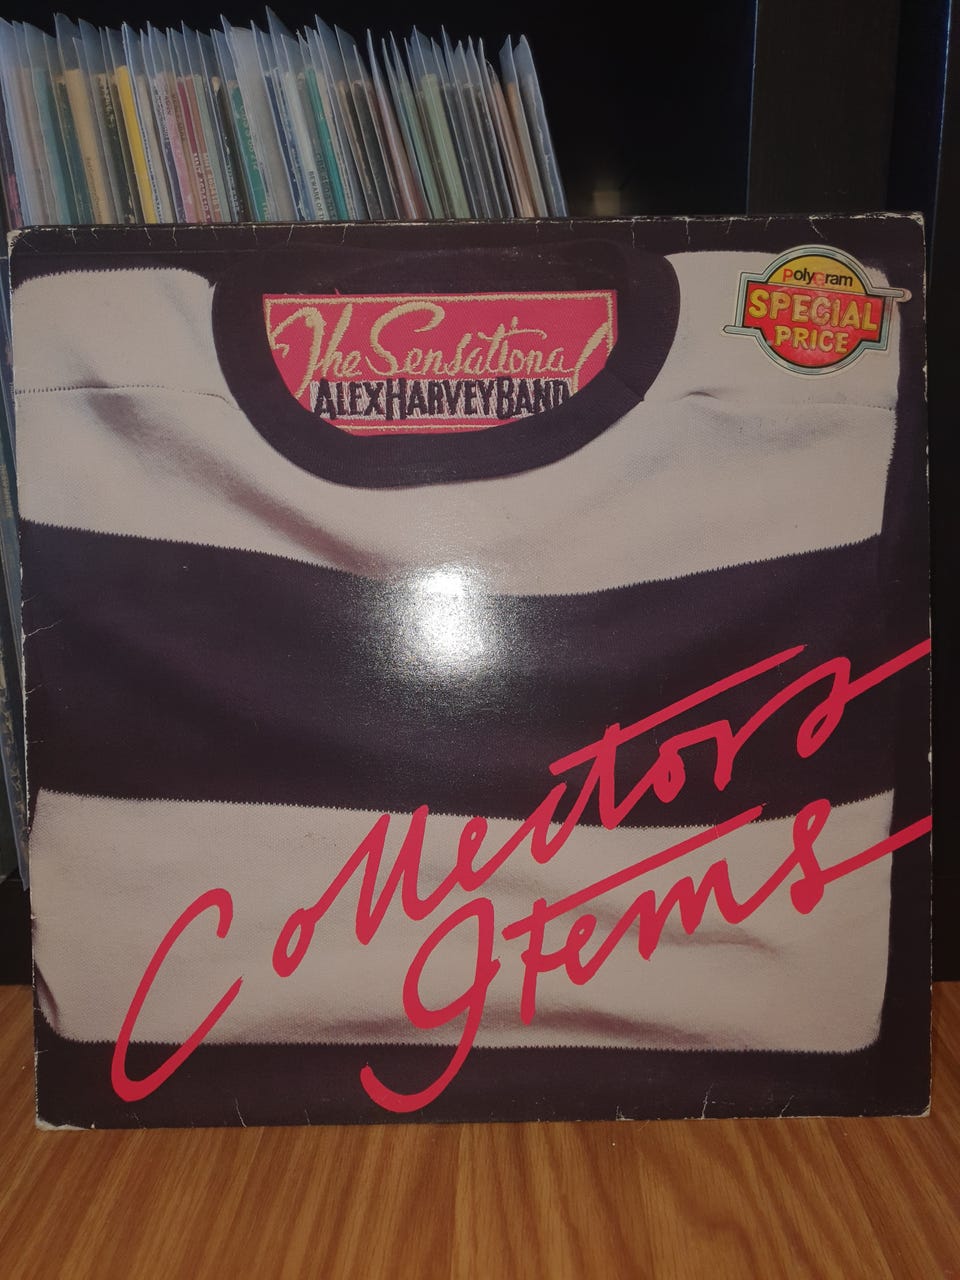 The Sensational
ALEX HARVEY BAND
PolyGram
SPECIAL
PRICE
Collectors
Items